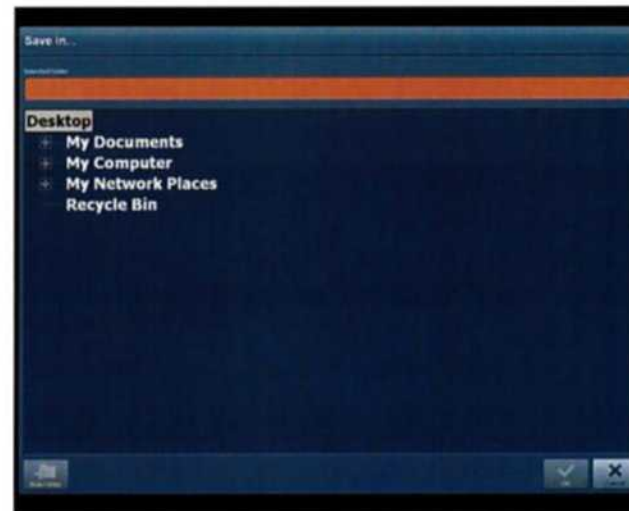 Save in...
Desktop
My Documents
My Computer
My Network Places
Recycle Bin